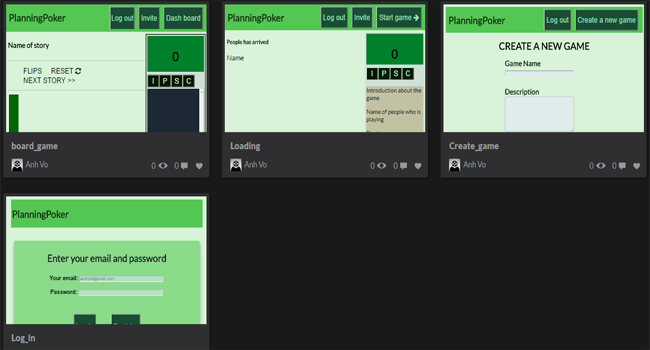 PlanningPoker
Log out
Invite
Dash board
Name of story
0
FLIPS RESET
NEXT STORY >>
I P S C
board_game
Anh Vo
0 0
PlanningPoker
Log out
Invite
Start game
People has arrived
Name
0
I P S C
Introduction about the
game
Name of people who is
playing
Loading
Anh Vo
0 0
PlanningPoker
Log out
Create a new game
CREATE A NEW GAME
Game Name
Description
Create_game
Anh Vo
0 0
PlanningPoker
Enter your email and password
Your email:
Password:
Log_In